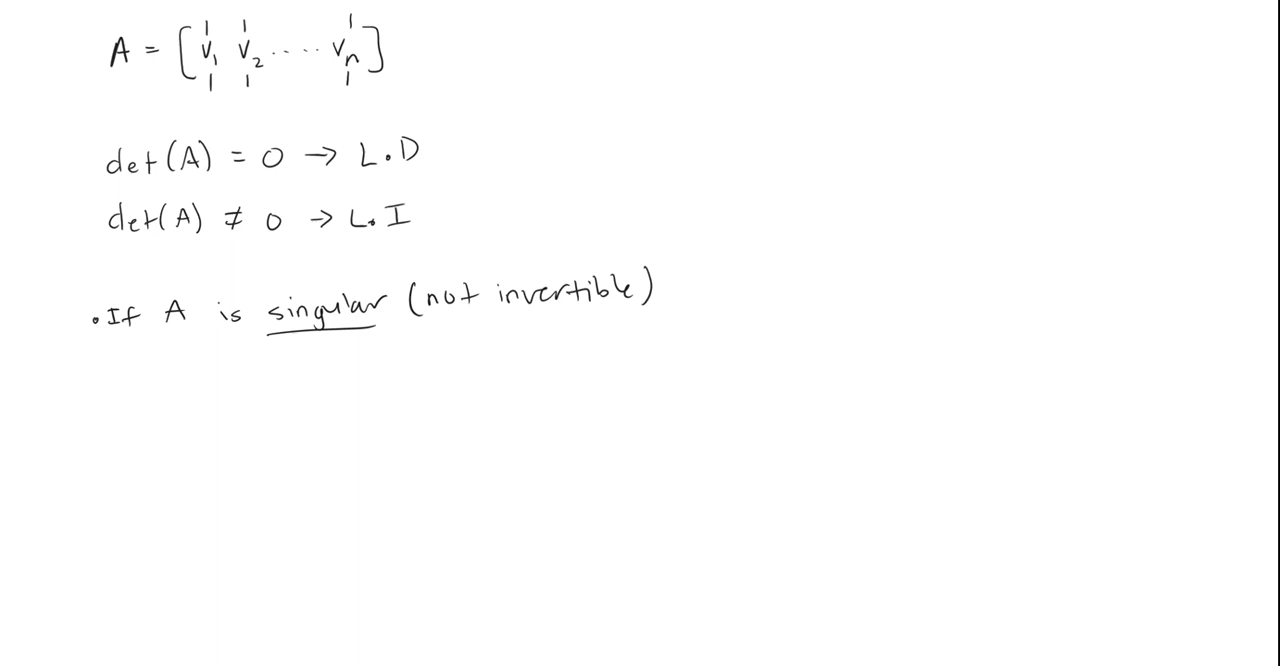 A = [v₁ v₂ ..... vₙ]
det(A) = 0 → L.D
det(A) ≠ 0 → L.I
• If A is singular (not invertible)